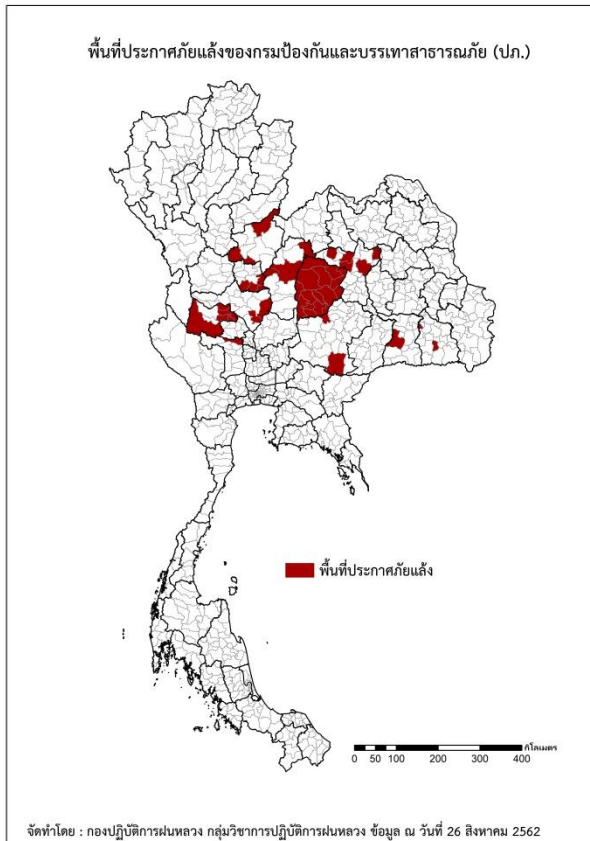 พื้นที่ประกาศภัยแล้งของกรมป้องกันและบรรเทาสาธารณภัย (ปภ.)
พื้นที่ประกาศภัยแล้ง
กิโลเมตร
0 50 100 200 300 400
จัดทำโดย : กองปฏิบัติการฝนหลวง กลุ่มวิชาการปฏิบัติการฝนหลวง ข้อมูล ณ วันที่ 26 สิงหาคม 2562